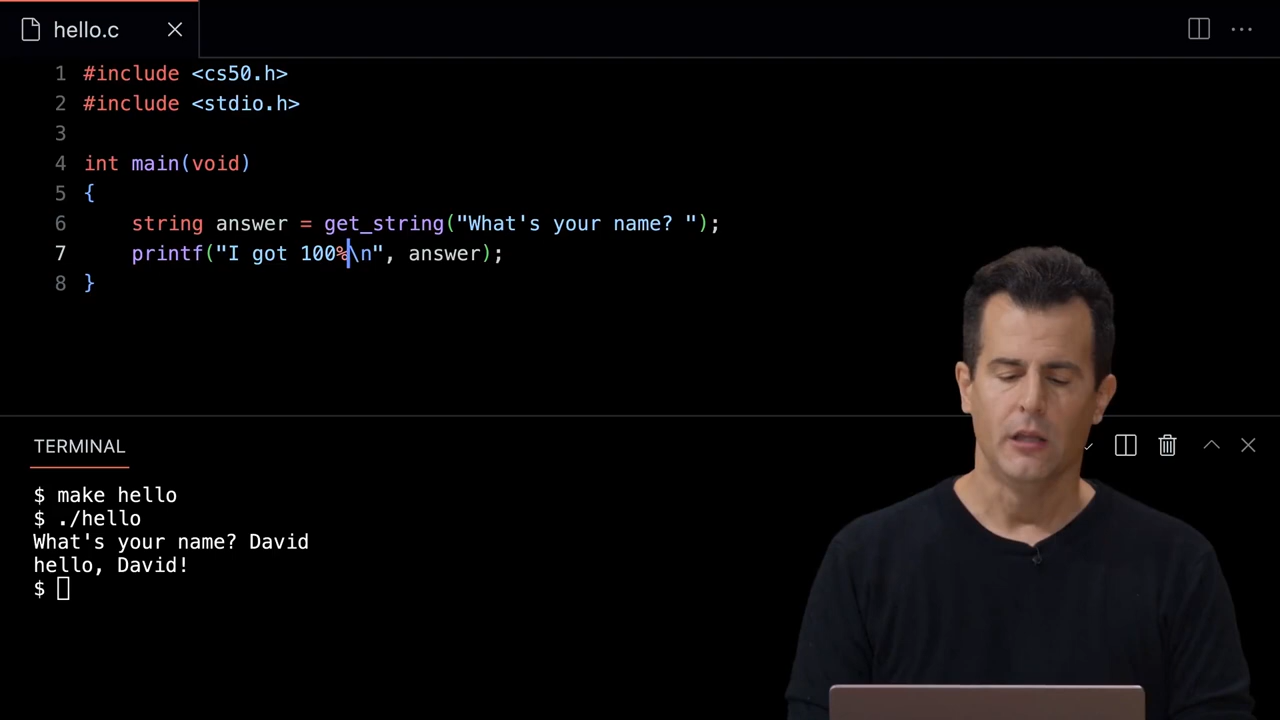 hello.c
1 #include <cs50.h>
2 #include <stdio.h>
3
4 int main(void)
5 {
6     string answer = get_string("What's your name? ");
7     printf("I got 100%\n", answer);
8 }
TERMINAL
$ make hello
$ ./hello
What's your name? David
hello, David!
$